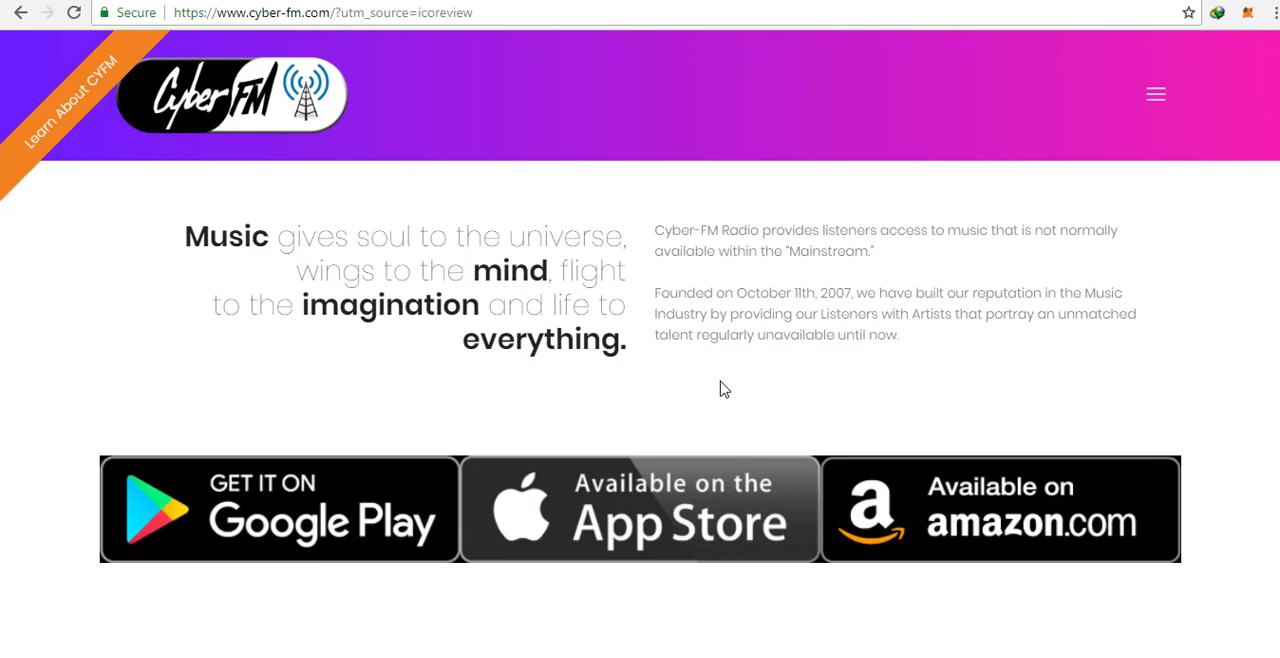 Secure
https://www.cyber-fm.com/?utm_source=icoreview
Learn About CYFM
Cyber FM
Music gives soul to the universe,
wings to the mind, flight
to the imagination and life to
everything.
Cyber-FM Radio provides listeners access to music that is not normally
available within the “Mainstream.”
Founded on October 11th, 2007, we have built our reputation in the Music
Industry by providing our Listeners with Artists that portray an unmatched
talent regularly unavailable until now.
GET IT ON
Google Play
Available on the
App Store
Available on
amazon.com